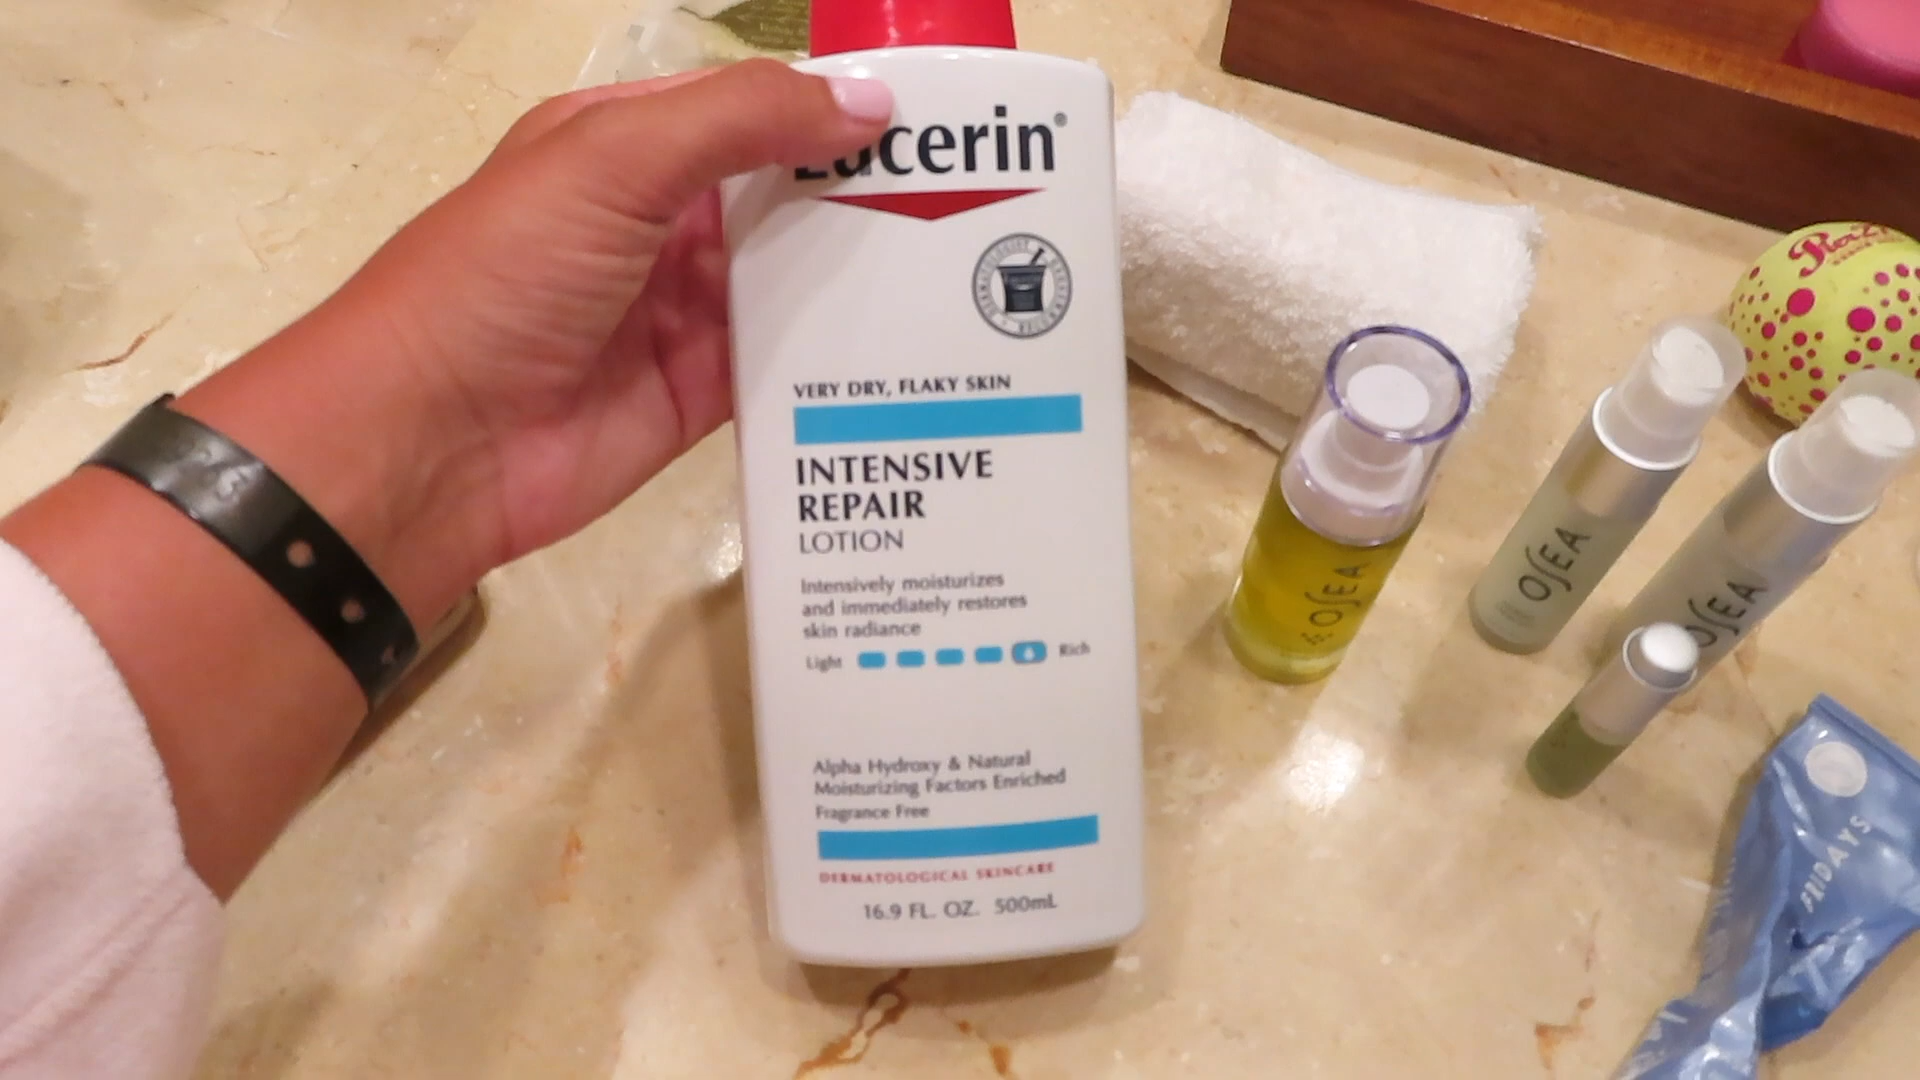 Eucerin®
VERY DRY, FLAKY SKIN
INTENSIVE
REPAIR
LOTION
Intensively moisturizes
and immediately restores
skin radiance
Light
Rich
Alpha Hydroxy & Natural
Moisturizing Factors Enriched
Fragrance Free
DERMATOLOGICAL SKINCARE
16.9 FL. OZ. 500mL
OSEA
OSEA
OSEA
FRIDAYS